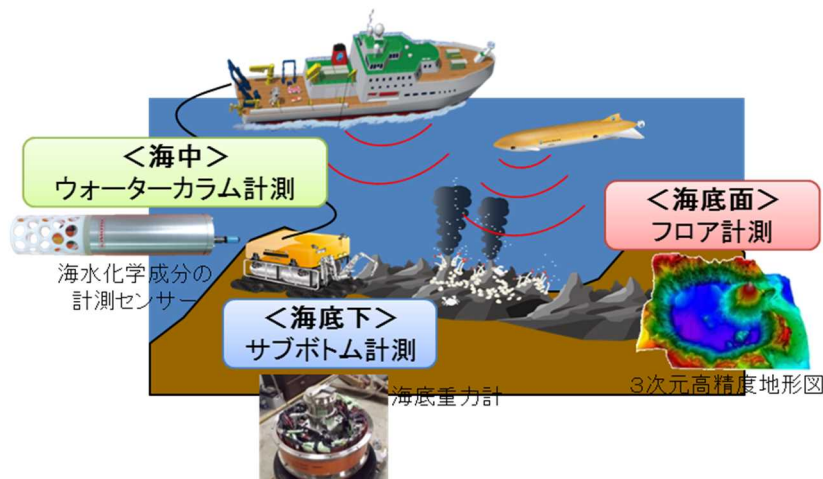 ＜海中＞
ウォーターカラム計測
海水化学成分の
計測センサー
＜海底下＞
サブボトム計測
海底重力計
＜海底面＞
フロア計測
３次元高精度地形図